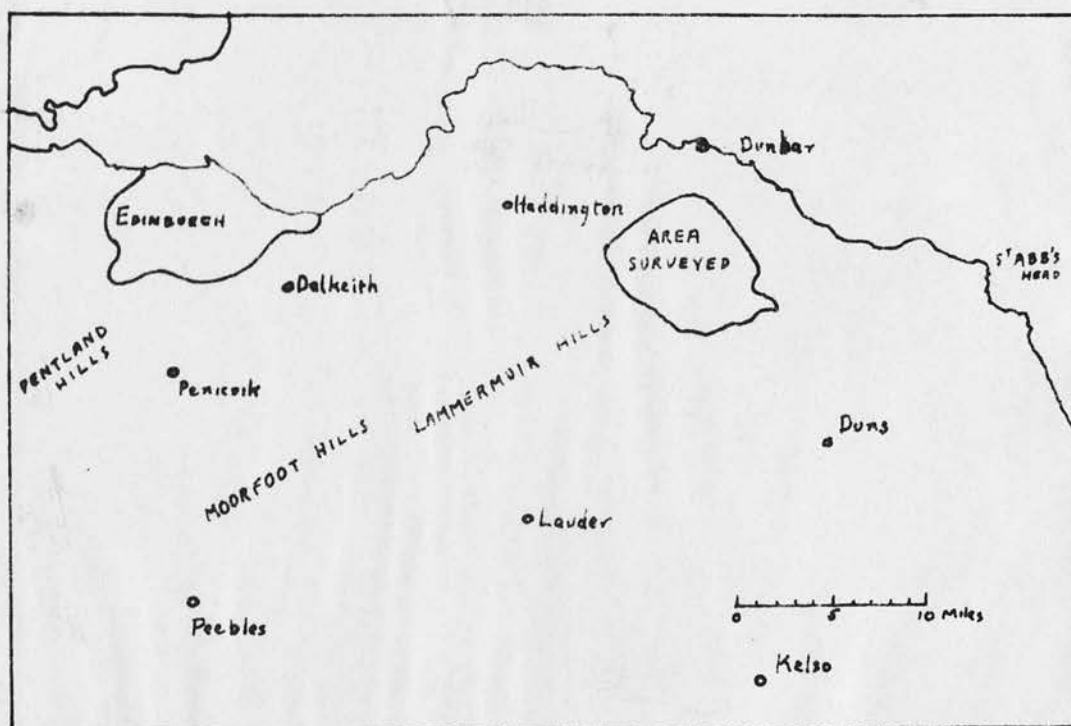 Dunbar
Haddington
EDINBURGH
AREA
SURVEYED
ST ABB'S
HEAD
Dalkeith
PENTLAND
HILLS
Penicuik
LAMMERMUIR HILLS
MOORFOOT HILLS
Duns
Lauder
Peebles
0 5 10 Miles
Kelso